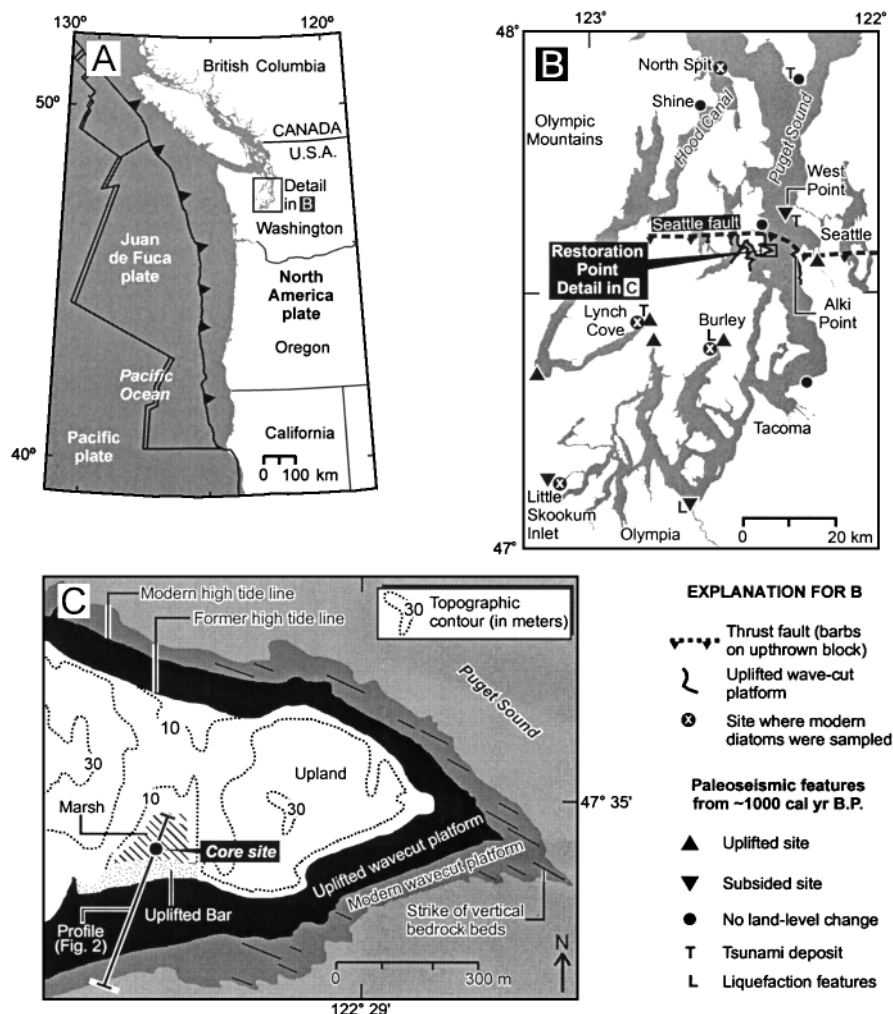 130°
120°
A
British Columbia
50°
CANADA
U.S.A.
Detail
in B
Washington
Juan
de Fuca
plate
North
America
plate
Oregon
Pacific
Ocean
Pacific
plate
California
40°
0 100 km
48°
123°
122°
B
North Spit
T
Shine
Hood Canal
Puget Sound
Olympic
Mountains
West
Point
T
Seattle fault
Seattle
Restoration
Point
Detail in C
Lynch
Cove
T
Burley
L
Alki
Point
Tacoma
Little
Skookum
Inlet
L
Olympia
0 20 km
47°
C
Modern high tide line
Former high tide line
30 Topographic
contour (in meters)
Puget Sound
10
30
Upland
Marsh
10
30
47° 35'
Core site
Uplifted wavecut platform
Modern wavecut platform
Uplifted Bar
Strike of vertical
bedrock beds
Profile
(Fig. 2)
N
0 300 m
122° 29'
EXPLANATION FOR B
Thrust fault (barbs
on upthrown block)
Uplifted wave-cut
platform
Site where modern
diatoms were sampled
Paleoseismic features
from ~1000 cal yr B.P.
Uplifted site
Subsided site
No land-level change
T Tsunami deposit
L Liquefaction features